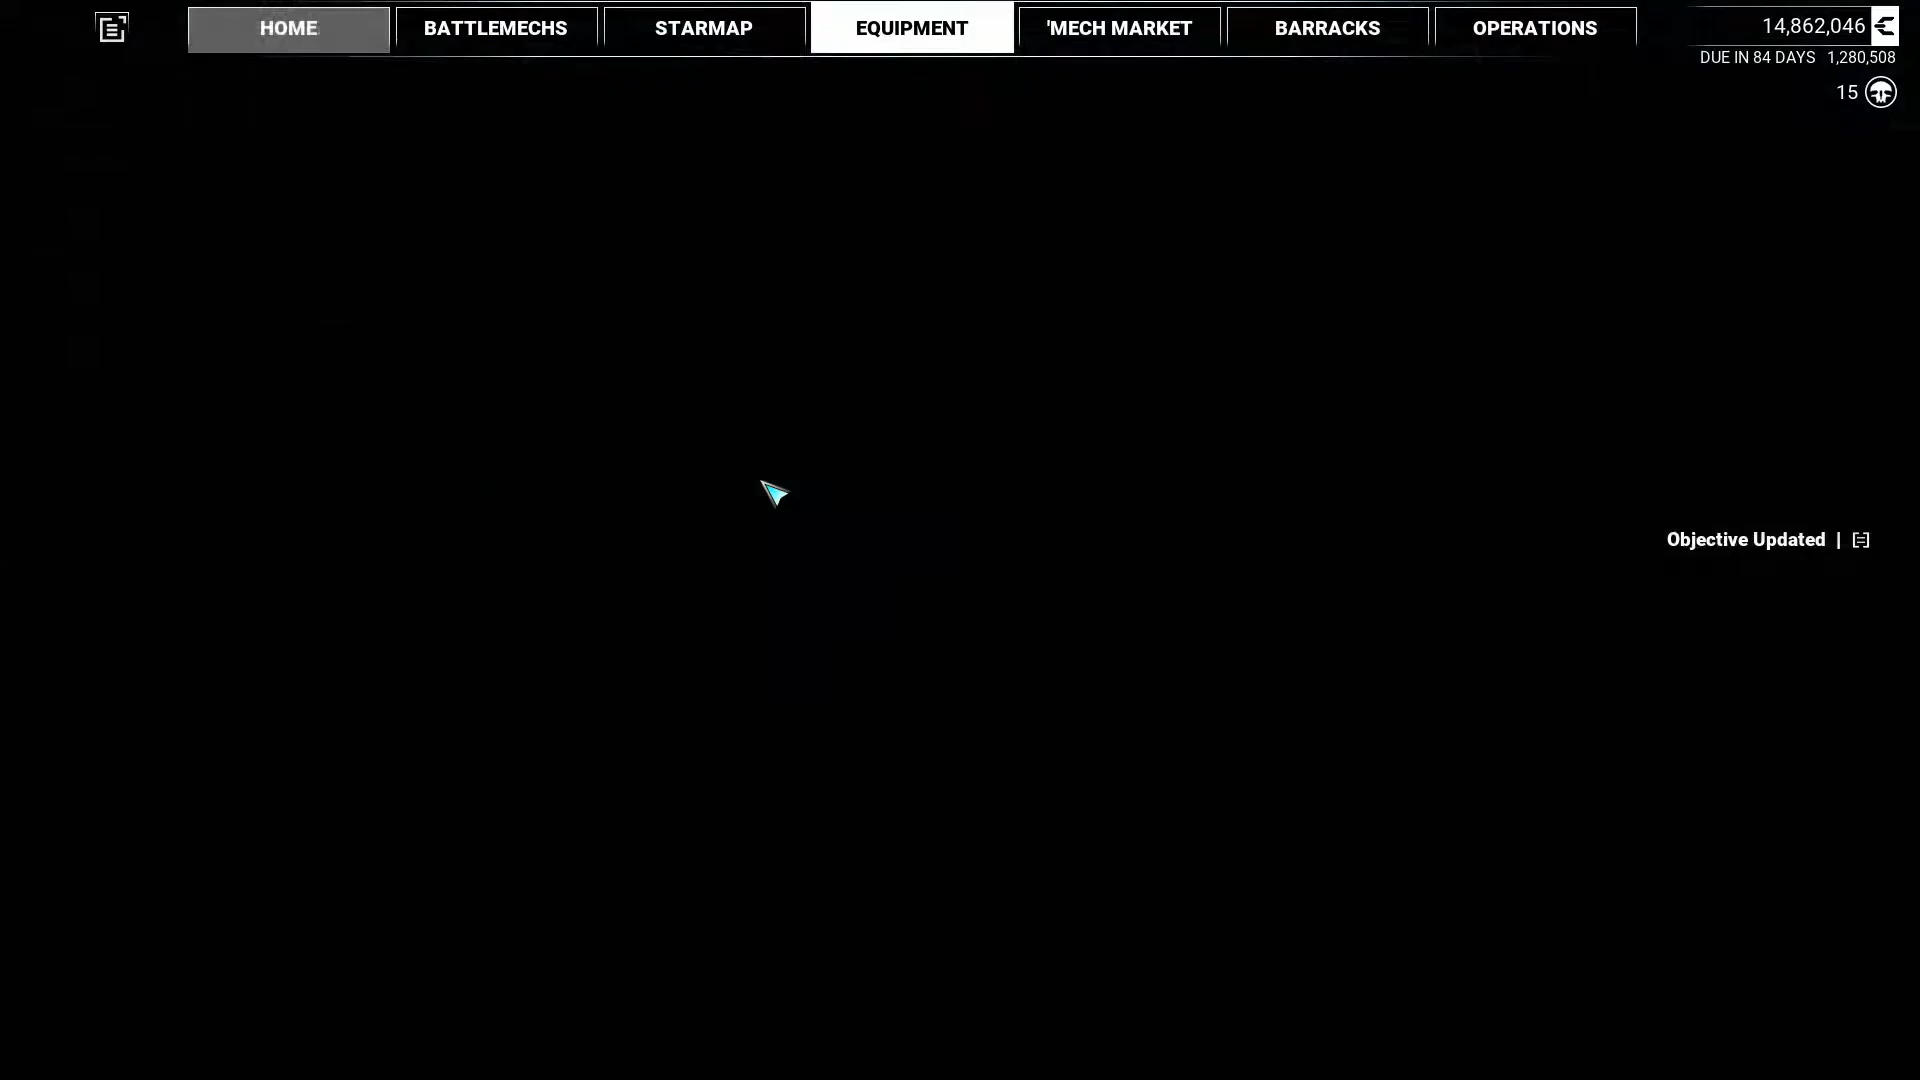 HOME
BATTLEMECHS
STARMAP
EQUIPMENT
'MECH MARKET
BARRACKS
OPERATIONS
14,862,046
DUE IN 84 DAYS 1,280,508
15
Objective Updated |